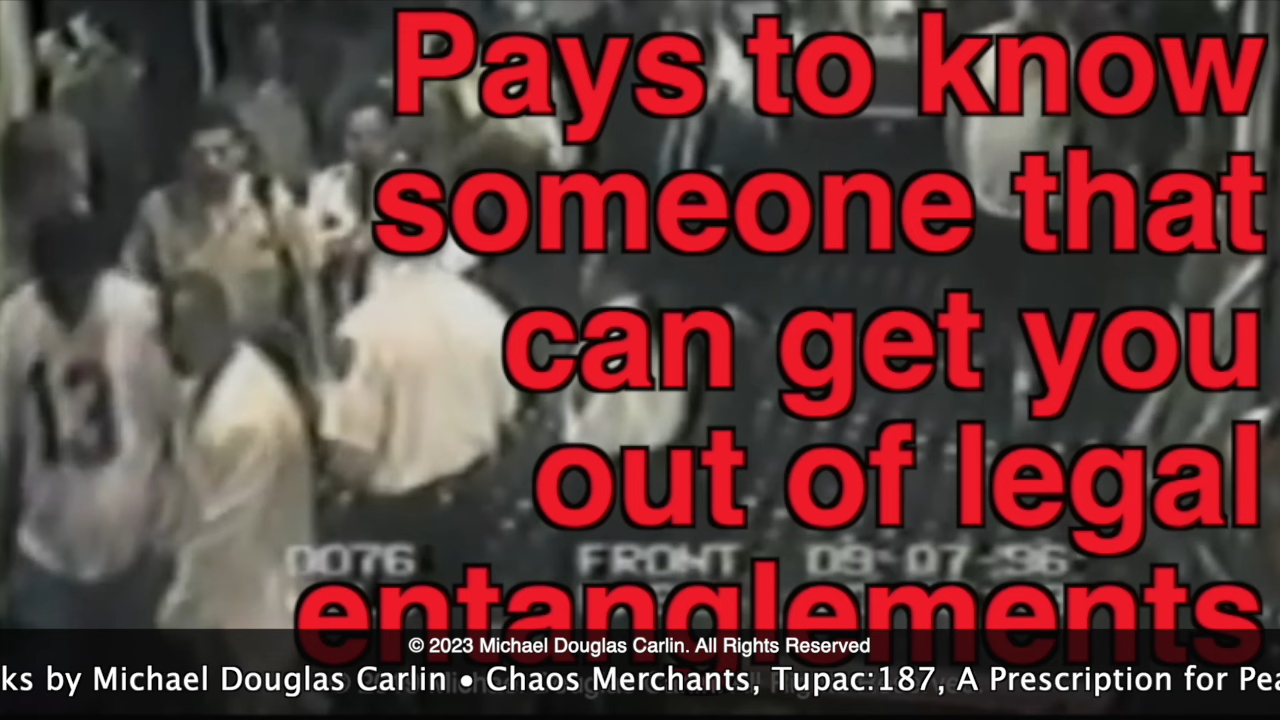 Pays to know
someone that
can get you
out of legal
entanglements
13
0076 FRONT 09-07-96
© 2023 Michael Douglas Carlin. All Rights Reserved
ks by Michael Douglas Carlin • Chaos Merchants, Tupac:187, A Prescription for Pea